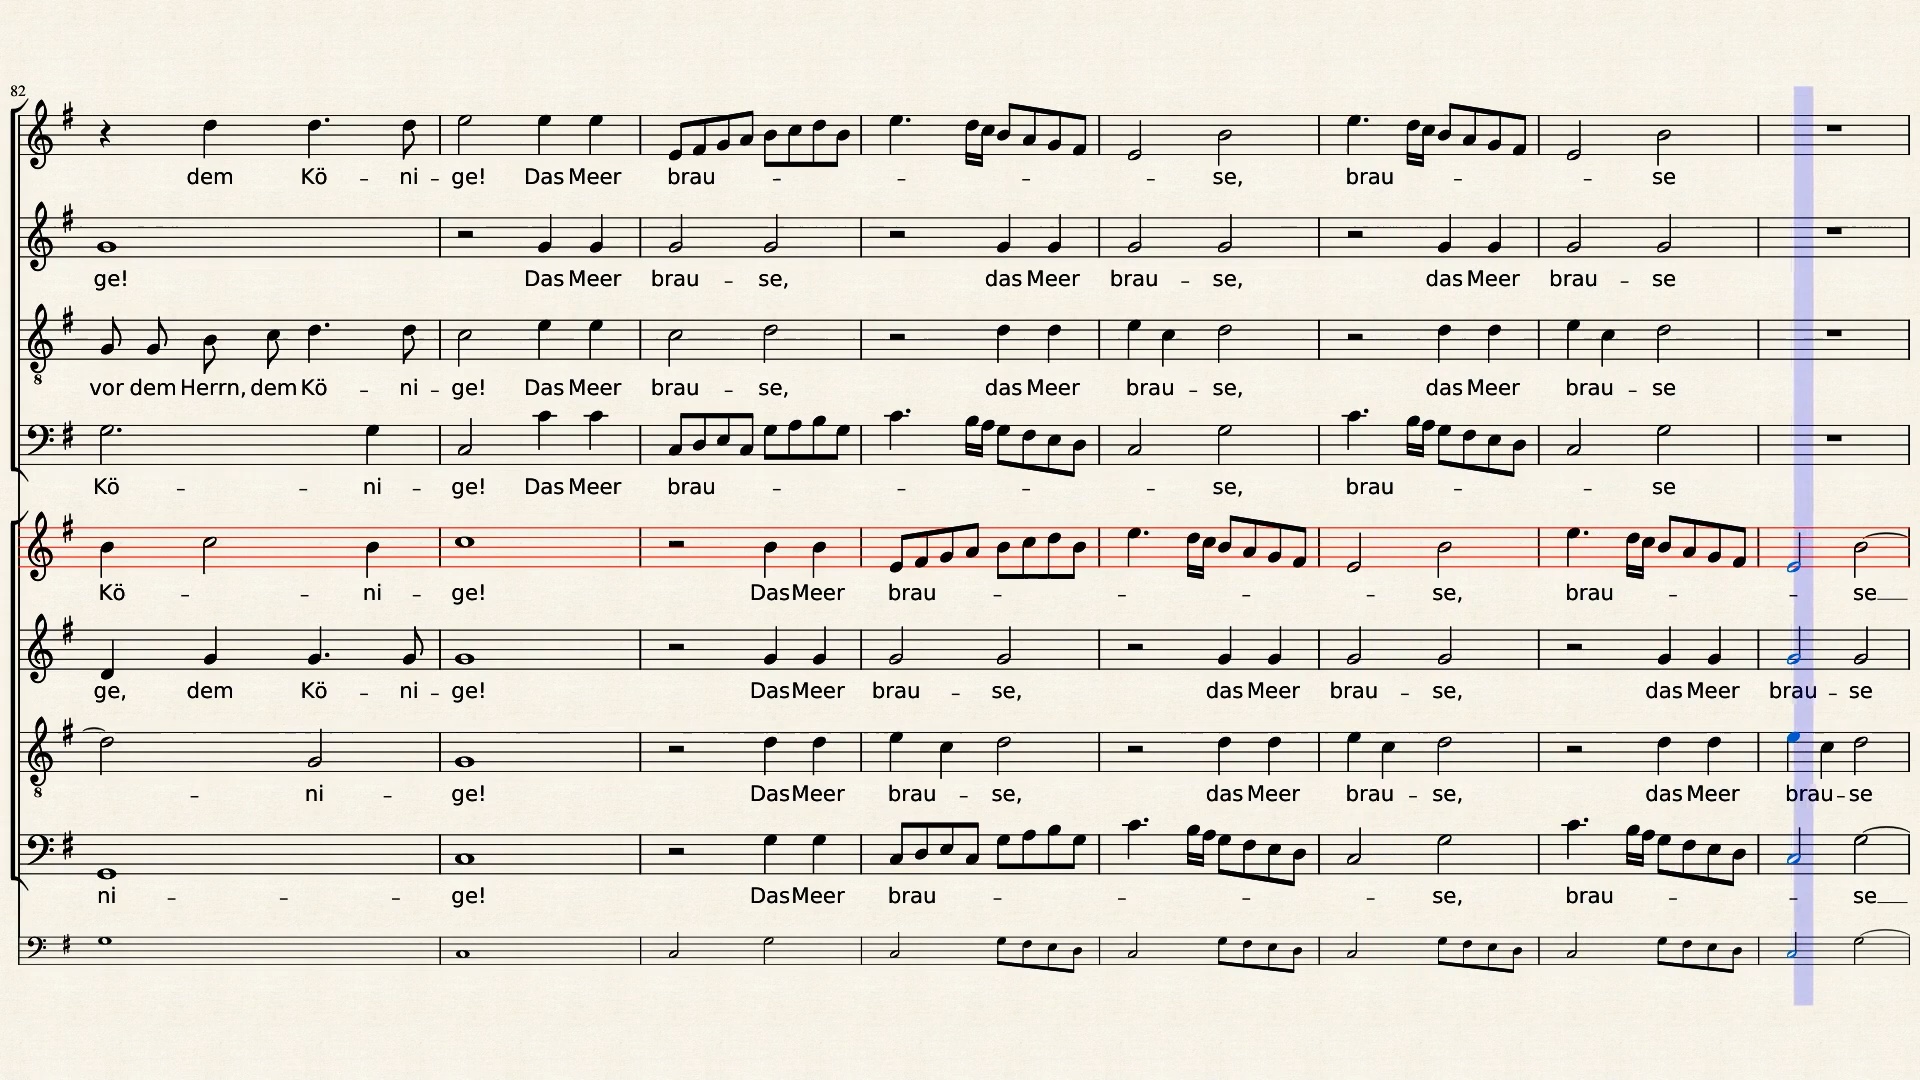 82
dem Kö – ni – ge! Das Meer brau – – – – se, brau – – se
ge! Das Meer brau – se, das Meer brau – se, das Meer brau – se
8
vor dem Herrn, dem Kö – ni – ge! Das Meer brau – se, das Meer brau – se, das Meer brau – se
Kö – – ni – ge! Das Meer brau – – – – se, brau – – se
Kö – – ni – ge! Das Meer brau – – – – se, brau – – se
ge, dem Kö – ni – ge! Das Meer brau – se, das Meer brau – se, das Meer brau – se
8
– ni – ge! Das Meer brau – se, das Meer brau – se, das Meer brau – se
ni – – – ge! Das Meer brau – – – – se, brau – – se